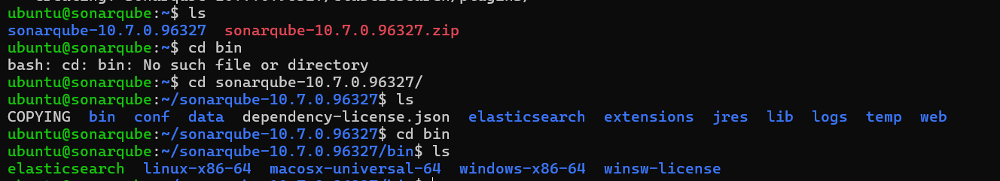 ubuntu@sonarqube:~$ ls
sonarqube-10.7.0.96327  sonarqube-10.7.0.96327.zip
ubuntu@sonarqube:~$ cd bin
bash: cd: bin: No such file or directory
ubuntu@sonarqube:~$ cd sonarqube-10.7.0.96327/
ubuntu@sonarqube:~/sonarqube-10.7.0.96327$ ls
COPYING  bin  conf  data  dependency-license.json  elasticsearch  extensions  jres  lib  logs  temp  web
ubuntu@sonarqube:~/sonarqube-10.7.0.96327$ cd bin
ubuntu@sonarqube:~/sonarqube-10.7.0.96327/bin$ ls
elasticsearch  linux-x86-64  macosx-universal-64  windows-x86-64  winsw-license